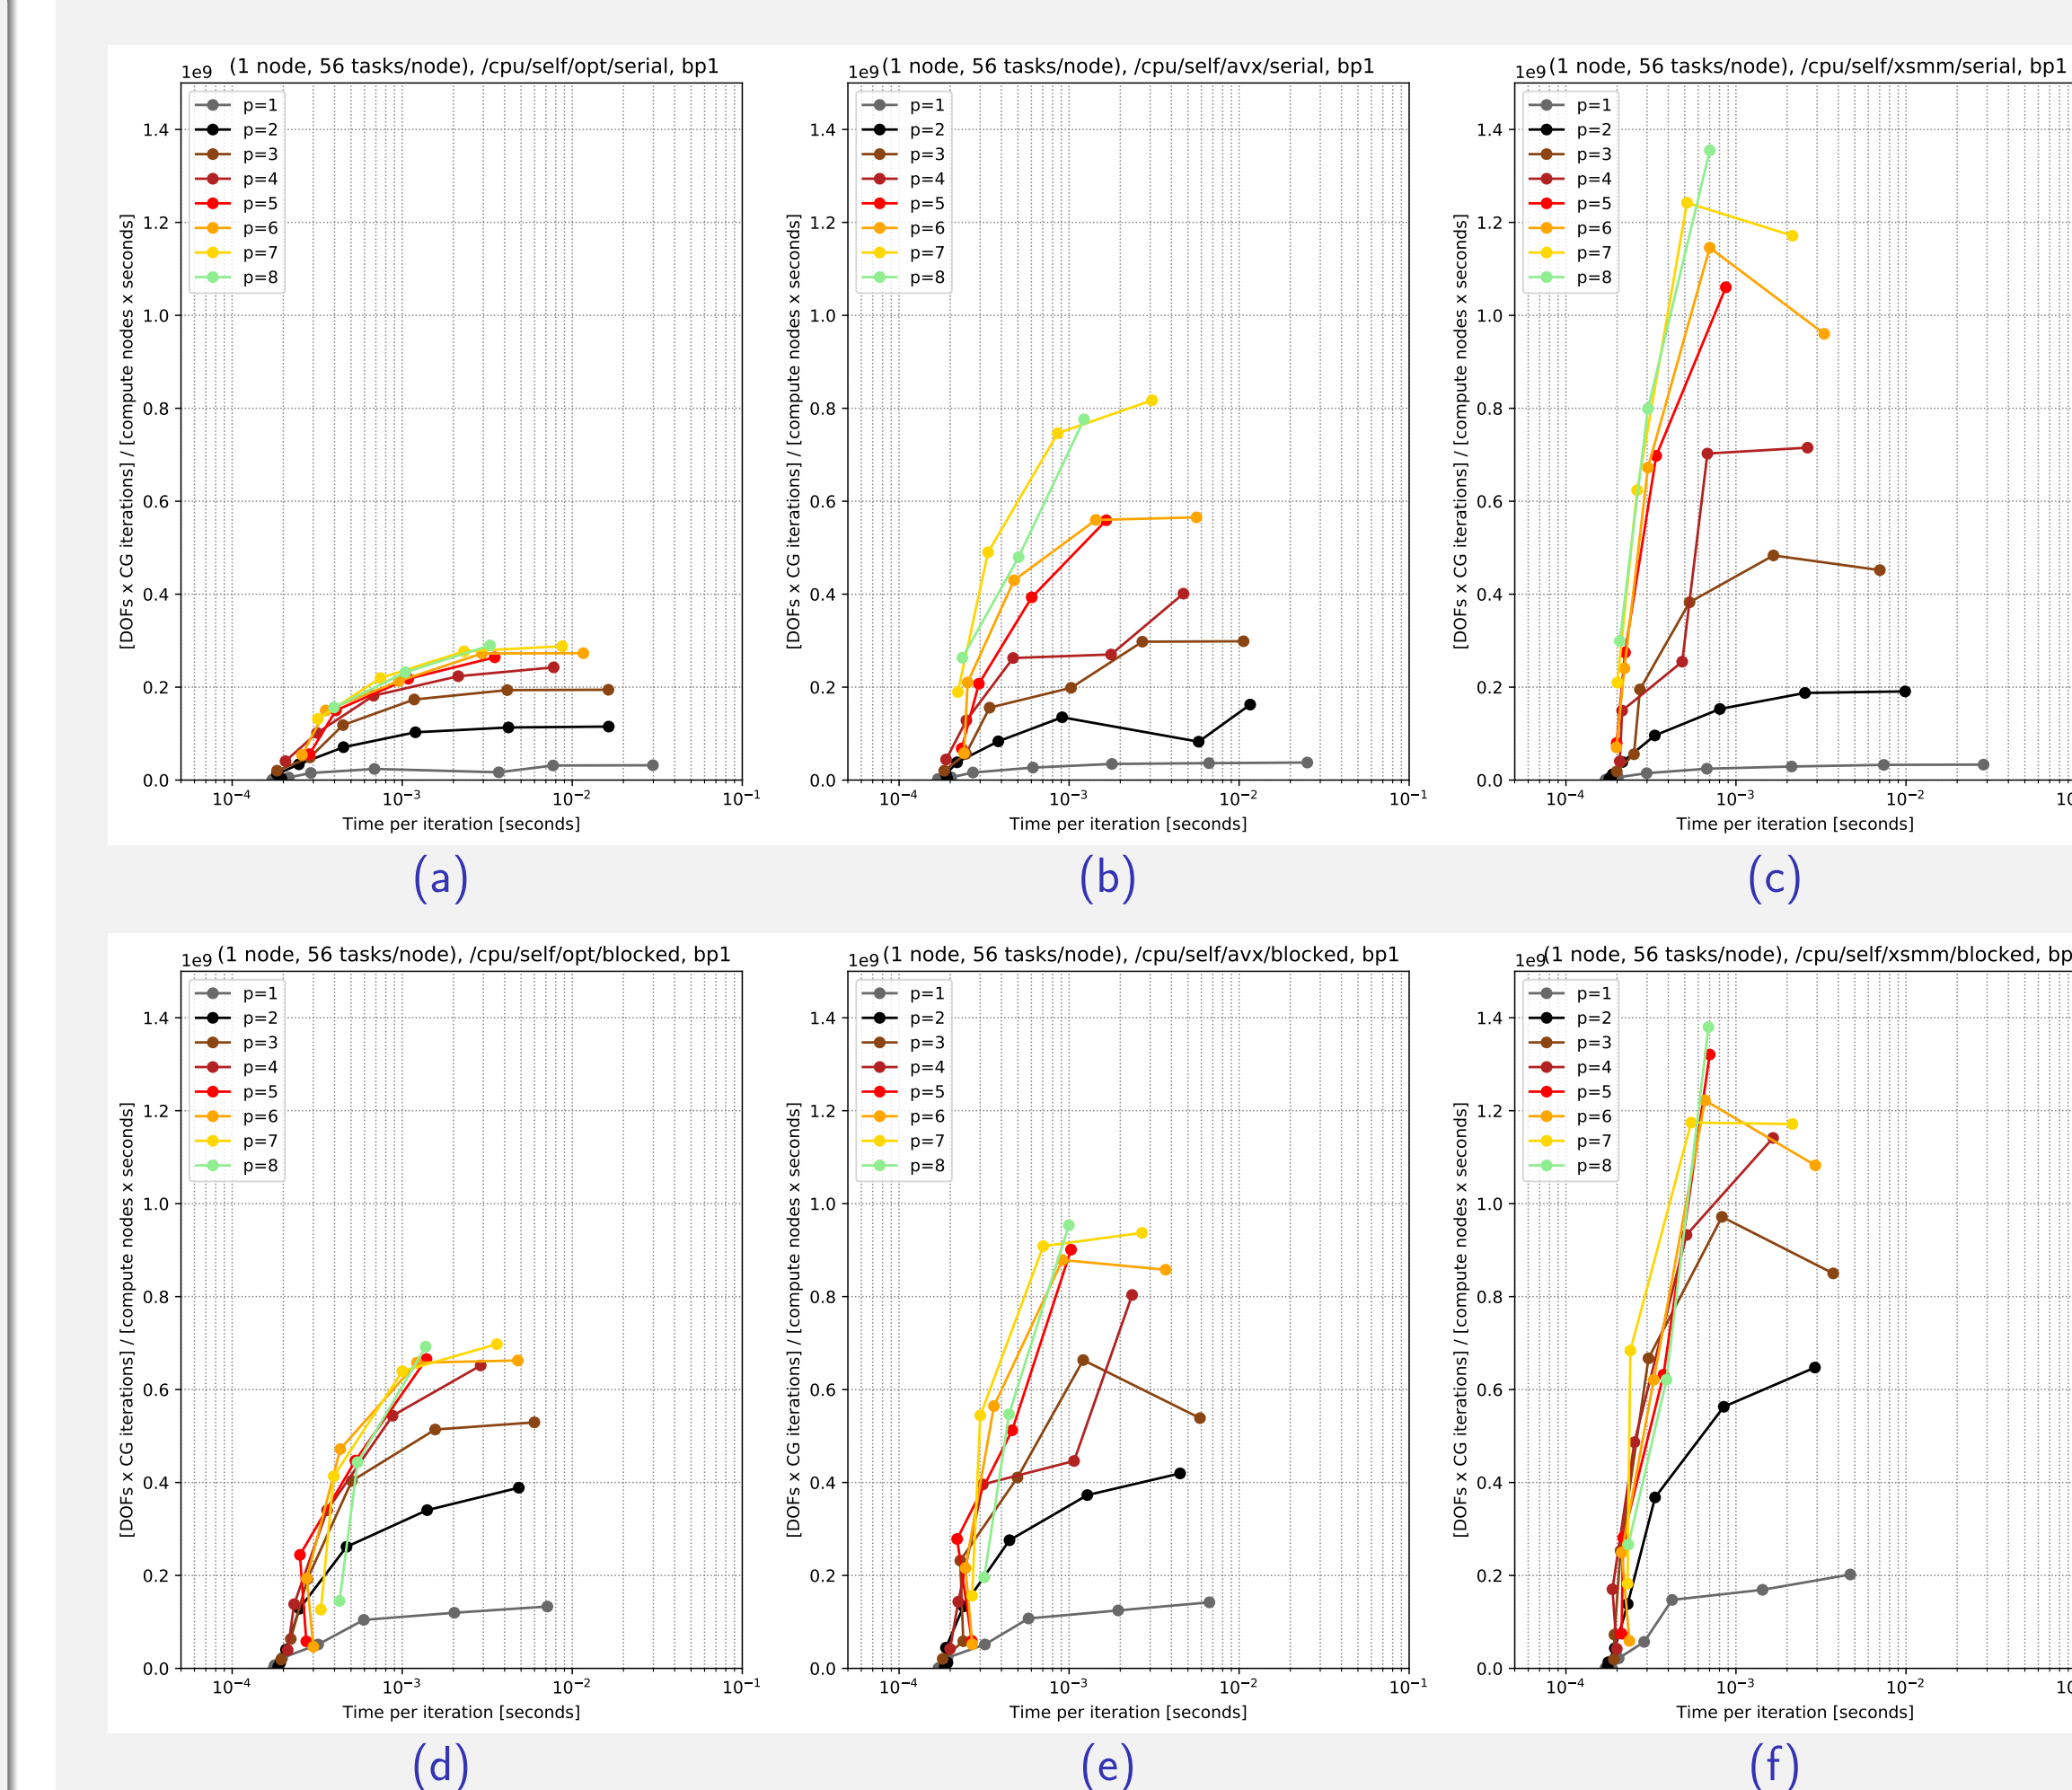 1e9 (1 node, 56 tasks/node), /cpu/self/opt/serial, bp1
p=1
p=2
p=3
p=4
p=5
p=6
p=7
p=8
1.4
1.2
1.0
0.8
0.6
0.4
0.2
0.0
[DOFs x CG iterations] / [compute nodes x seconds]
10⁻⁴ 10⁻³ 10⁻² 10⁻¹
Time per iteration [seconds]
(a)
1e9 (1 node, 56 tasks/node), /cpu/self/avx/serial, bp1
p=1
p=2
p=3
p=4
p=5
p=6
p=7
p=8
1.4
1.2
1.0
0.8
0.6
0.4
0.2
0.0
[DOFs x CG iterations] / [compute nodes x seconds]
10⁻⁴ 10⁻³ 10⁻² 10⁻¹
Time per iteration [seconds]
(b)
1e9 (1 node, 56 tasks/node), /cpu/self/xsmm/serial, bp1
p=1
p=2
p=3
p=4
p=5
p=6
p=7
p=8
1.4
1.2
1.0
0.8
0.6
0.4
0.2
0.0
[DOFs x CG iterations] / [compute nodes x seconds]
10⁻⁴ 10⁻³ 10⁻²
Time per iteration [seconds]
(c)
1e9 (1 node, 56 tasks/node), /cpu/self/opt/blocked, bp1
p=1
p=2
p=3
p=4
p=5
p=6
p=7
p=8
1.4
1.2
1.0
0.8
0.6
0.4
0.2
0.0
[DOFs x CG iterations] / [compute nodes x seconds]
10⁻⁴ 10⁻³ 10⁻² 10⁻¹
Time per iteration [seconds]
(d)
1e9 (1 node, 56 tasks/node), /cpu/self/avx/blocked, bp1
p=1
p=2
p=3
p=4
p=5
p=6
p=7
p=8
1.4
1.2
1.0
0.8
0.6
0.4
0.2
0.0
[DOFs x CG iterations] / [compute nodes x seconds]
10⁻⁴ 10⁻³ 10⁻² 10⁻¹
Time per iteration [seconds]
(e)
1e9 (1 node, 56 tasks/node), /cpu/self/xsmm/blocked,
p=1
p=2
p=3
p=4
p=5
p=6
p=7
p=8
1.4
1.2
1.0
0.8
0.6
0.4
0.2
0.0
[DOFs x CG iterations] / [compute nodes x seconds]
10⁻⁴ 10⁻³ 10⁻²
Time per iteration [seconds]
(f)